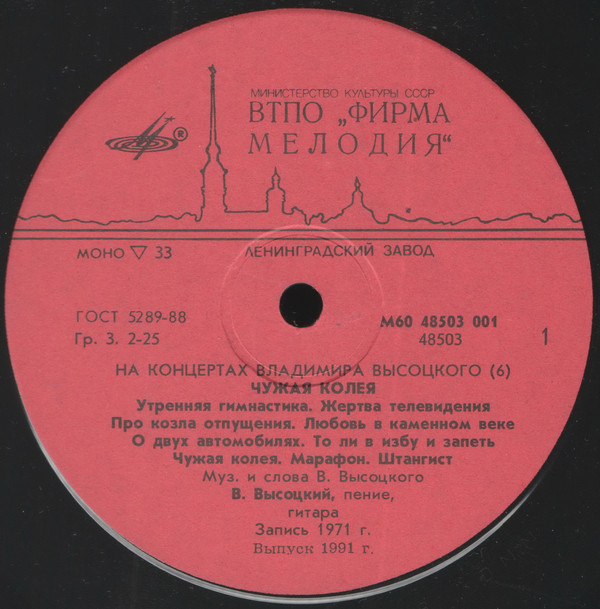 МИНИСТЕРСТВО КУЛЬТУРЫ СССР
ВТПО „ФИРМА
МЕЛОДИЯ“
®
МОНО ▽ 33
ЛЕНИНГРАДСКИЙ ЗАВОД
ГОСТ 5289-88
Гр. 3. 2-25
М60 48503 001
48503
1
НА КОНЦЕРТАХ ВЛАДИМИРА ВЫСОЦКОГО (6)
ЧУЖАЯ КОЛЕЯ
Утренняя гимнастика. Жертва телевидения
Про козла отпущения. Любовь в каменном веке
О двух автомобилях. То ли в избу и запеть
Чужая колея. Марафон. Штангист
Муз. и слова В. Высоцкого
В. Высоцкий, пение,
гитара
Запись 1971 г.
Выпуск 1991 г.